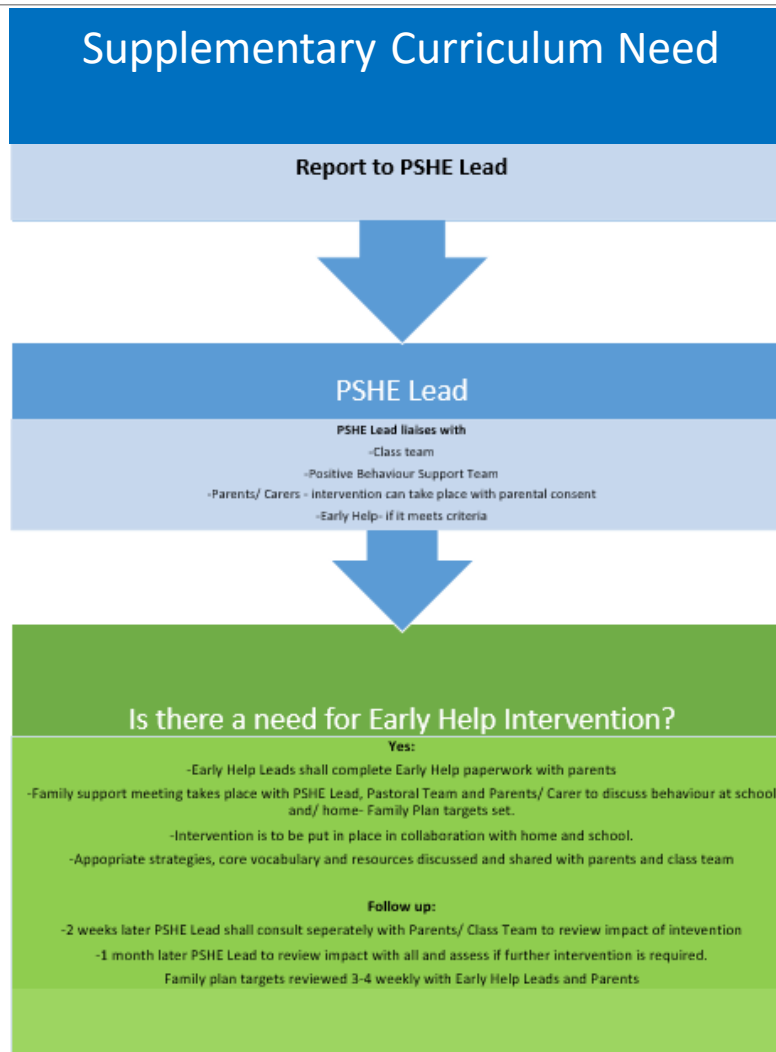 Supplementary Curriculum Need
Report to PSHE Lead
PSHE Lead
PSHE Lead liaises with
-Class team
-Positive Behaviour Support Team
-Parents/ Carers - intervention can take place with parental consent
-Early Help- if it meets criteria
Is there a need for Early Help Intervention?
Yes:
-Early Help Leads shall complete Early Help paperwork with parents
-Family support meeting takes place with PSHE Lead, Pastoral Team and Parents/ Carer to discuss behaviour at school
and/ home- Family Plan targets set.
-Intervention is to be put in place in collaboration with home and school.
-Appopriate strategies, core vocabulary and resources discussed and shared with parents and class team
Follow up:
-2 weeks later PSHE Lead shall consult seperately with Parents/ Class Team to review impact of intevention
-1 month later PSHE Lead to review impact with all and assess if further intervention is required.
Family plan targets reviewed 3-4 weekly with Early Help Leads and Parents